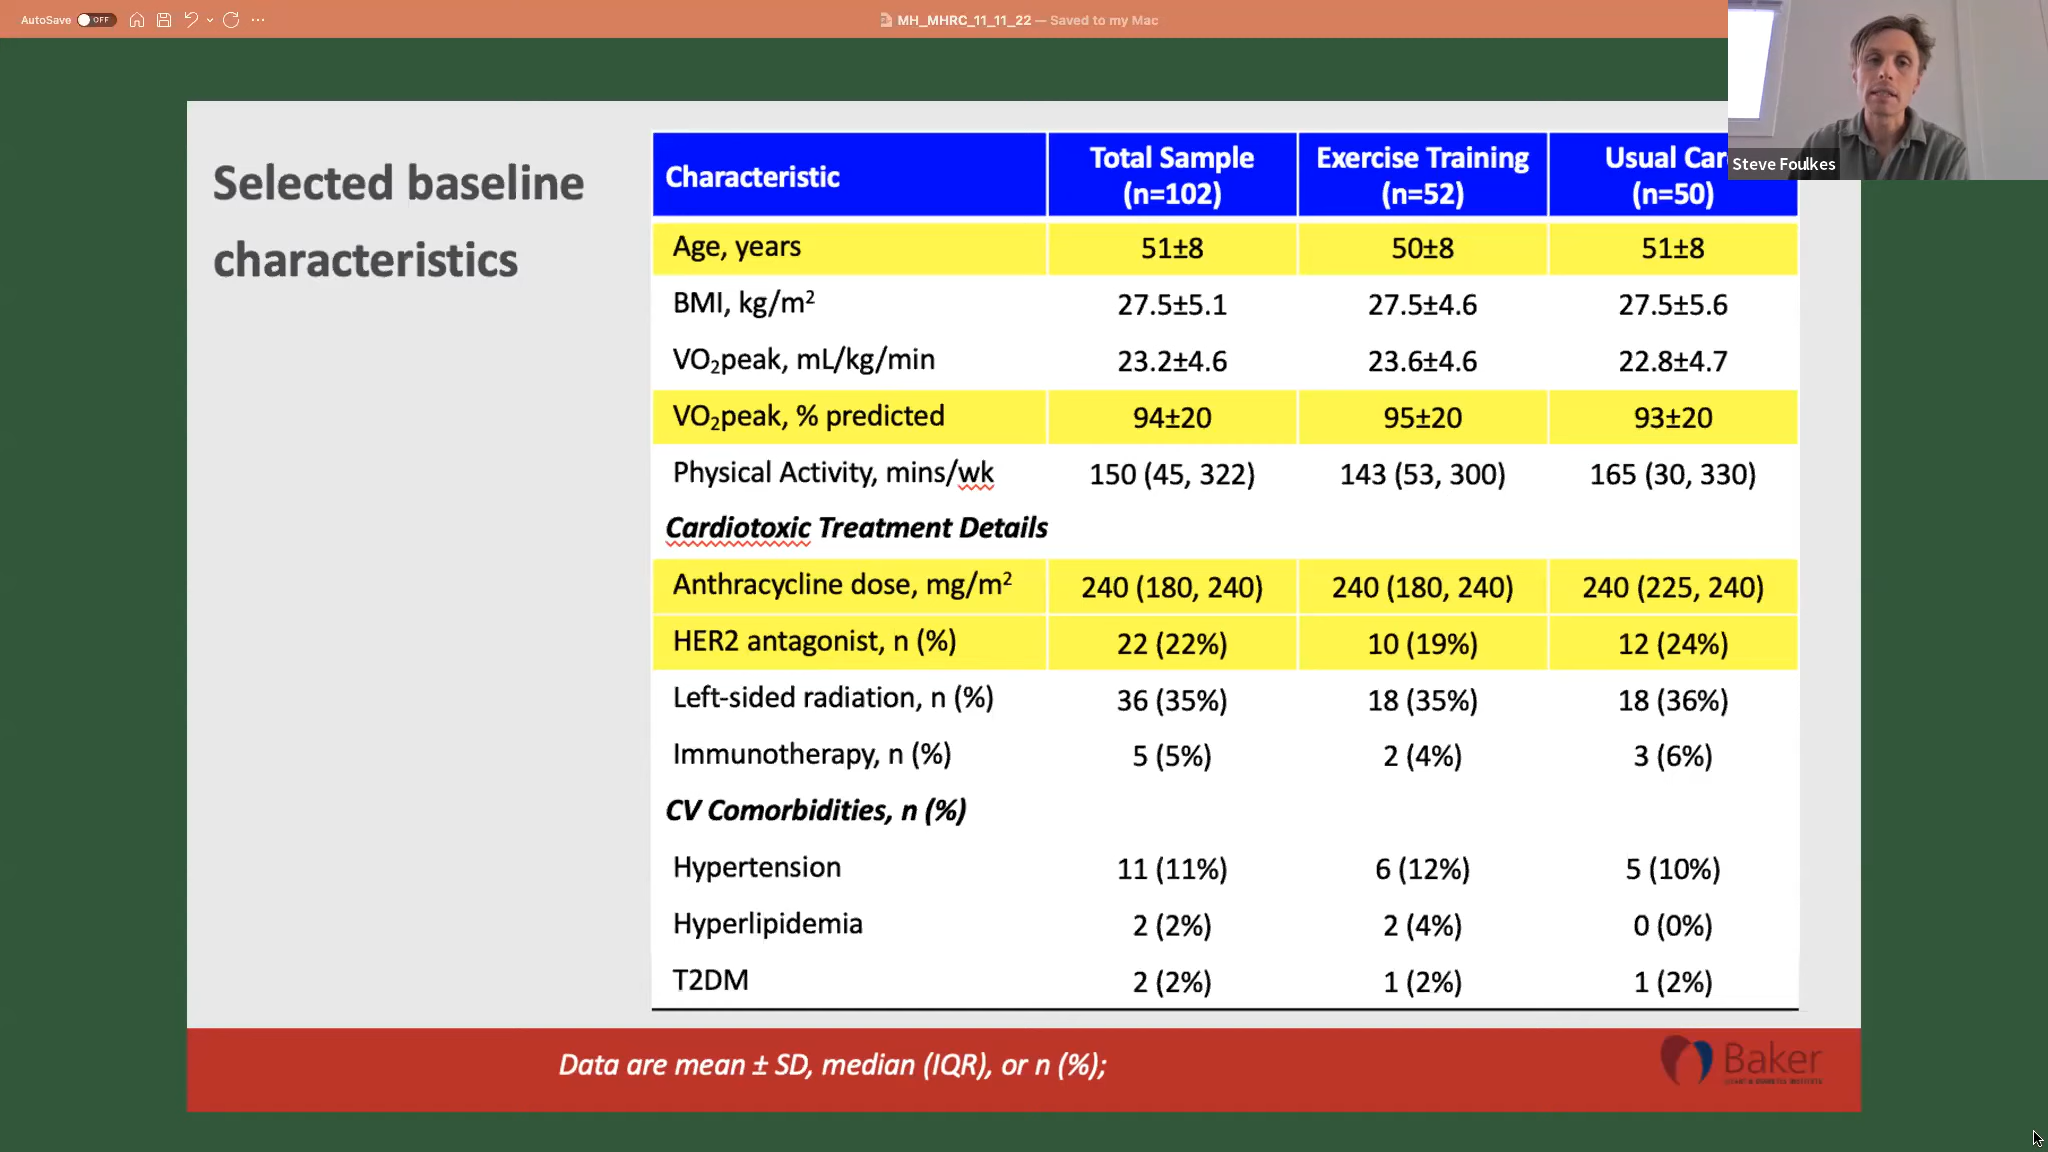 AutoSave OFF
MH_MHRC_11_11_22 — Saved to my Mac
Steve Foulkes
Selected baseline
characteristics
Characteristic Total Sample (n=102) Exercise Training (n=52) Usual Car (n=50)
Age, years 51±8 50±8 51±8
BMI, kg/m² 27.5±5.1 27.5±4.6 27.5±5.6
VO₂peak, mL/kg/min 23.2±4.6 23.6±4.6 22.8±4.7
VO₂peak, % predicted 94±20 95±20 93±20
Physical Activity, mins/wk 150 (45, 322) 143 (53, 300) 165 (30, 330)
Cardiotoxic Treatment Details
Anthracycline dose, mg/m² 240 (180, 240) 240 (180, 240) 240 (225, 240)
HER2 antagonist, n (%) 22 (22%) 10 (19%) 12 (24%)
Left-sided radiation, n (%) 36 (35%) 18 (35%) 18 (36%)
Immunotherapy, n (%) 5 (5%) 2 (4%) 3 (6%)
CV Comorbidities, n (%)
Hypertension 11 (11%) 6 (12%) 5 (10%)
Hyperlipidemia 2 (2%) 2 (4%) 0 (0%)
T2DM 2 (2%) 1 (2%) 1 (2%)
Data are mean ± SD, median (IQR), or n (%);
Baker
HEART & DIABETES INSTITUTE